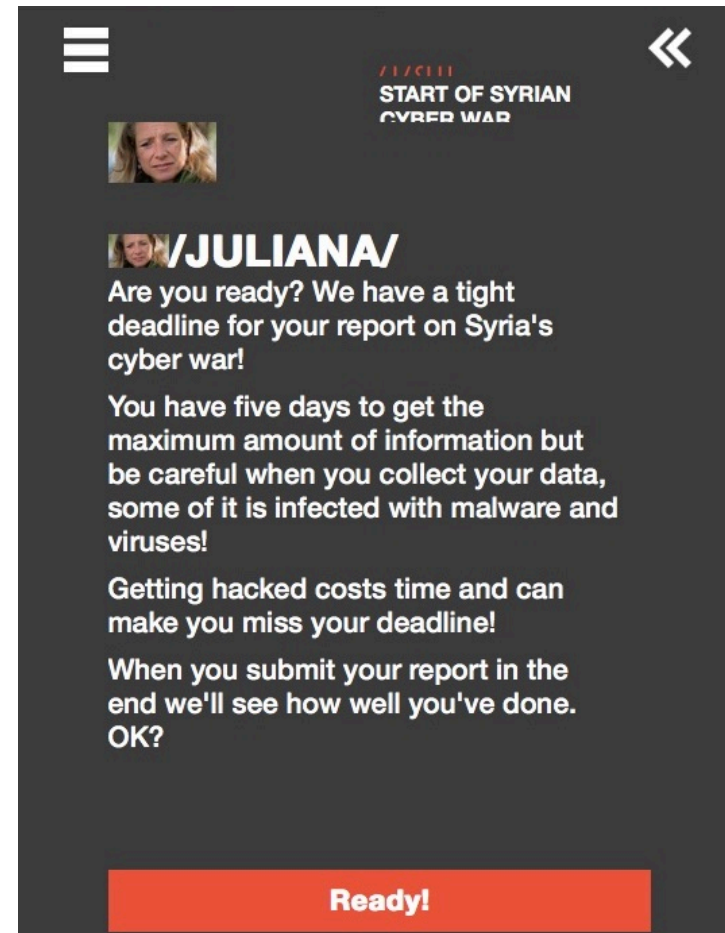 START OF SYRIAN
CYBER WAR
/JULIANA/
Are you ready? We have a tight
deadline for your report on Syria's
cyber war!
You have five days to get the
maximum amount of information but
be careful when you collect your data,
some of it is infected with malware and
viruses!
Getting hacked costs time and can
make you miss your deadline!
When you submit your report in the
end we'll see how well you've done.
OK?
Ready!